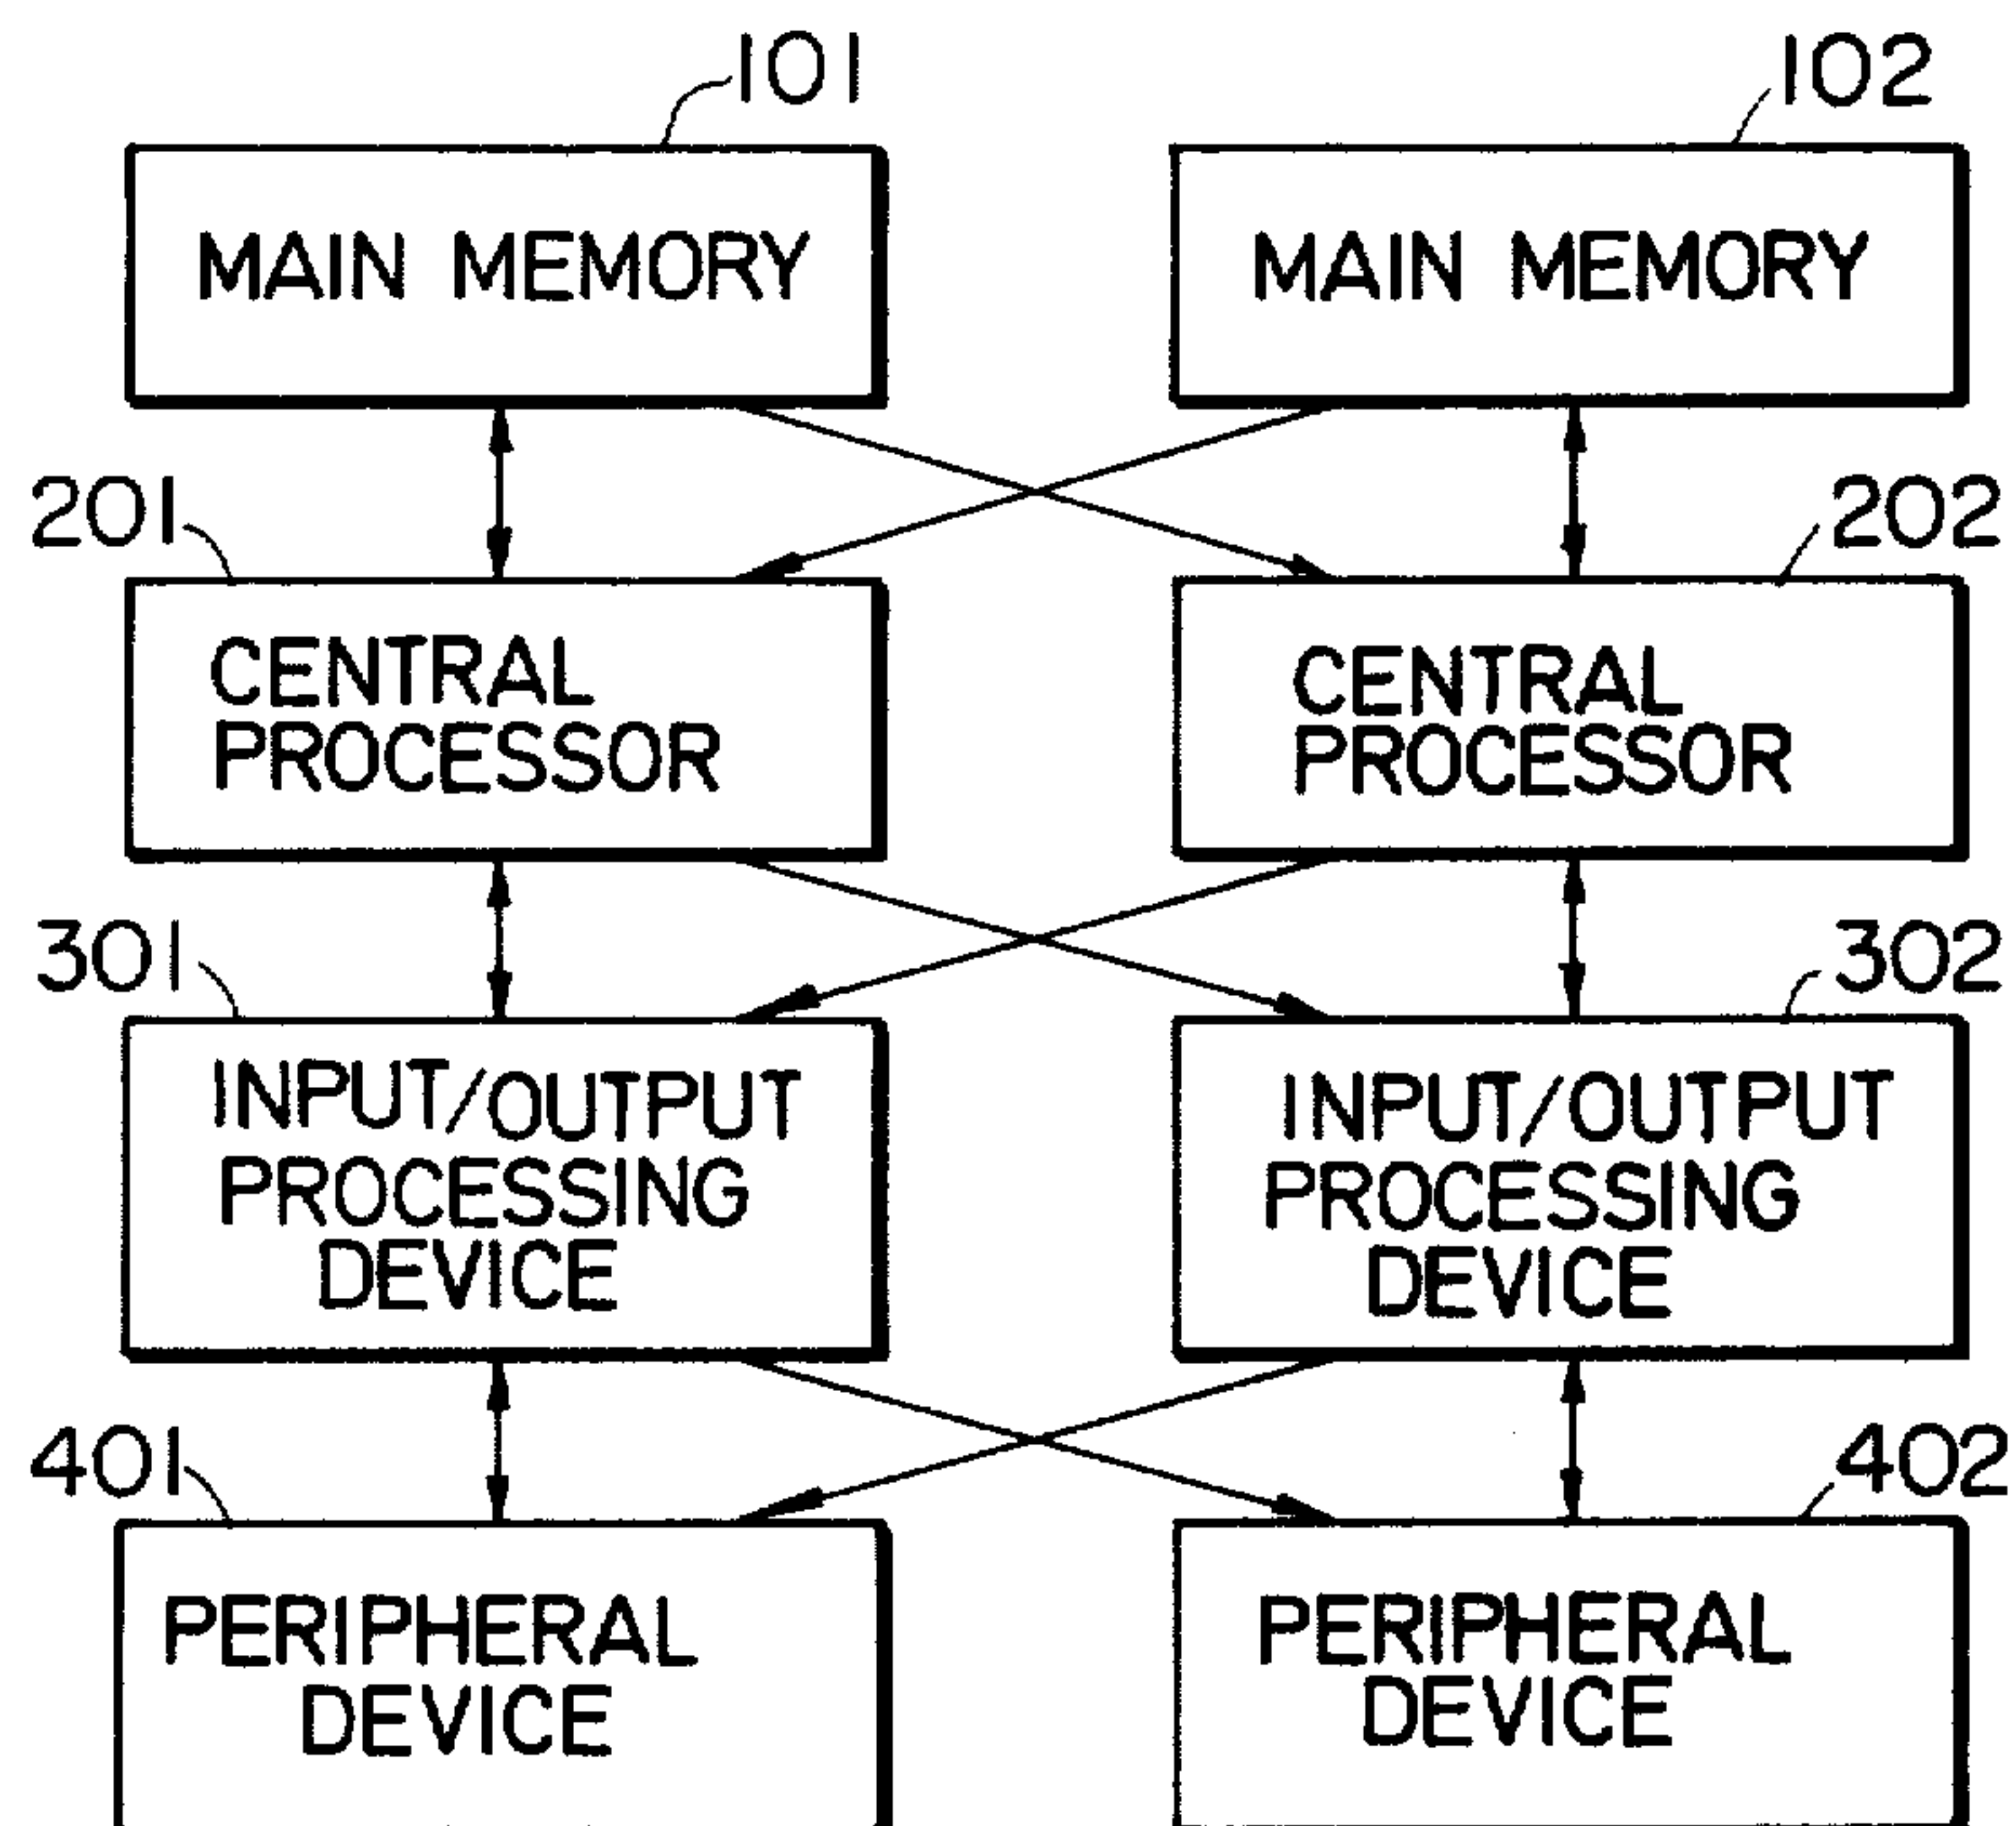 101
102
MAIN MEMORY
MAIN MEMORY
201
202
CENTRAL
PROCESSOR
CENTRAL
PROCESSOR
301
302
INPUT/OUTPUT
PROCESSING
DEVICE
INPUT/OUTPUT
PROCESSING
DEVICE
401
402
PERIPHERAL
DEVICE
PERIPHERAL
DEVICE